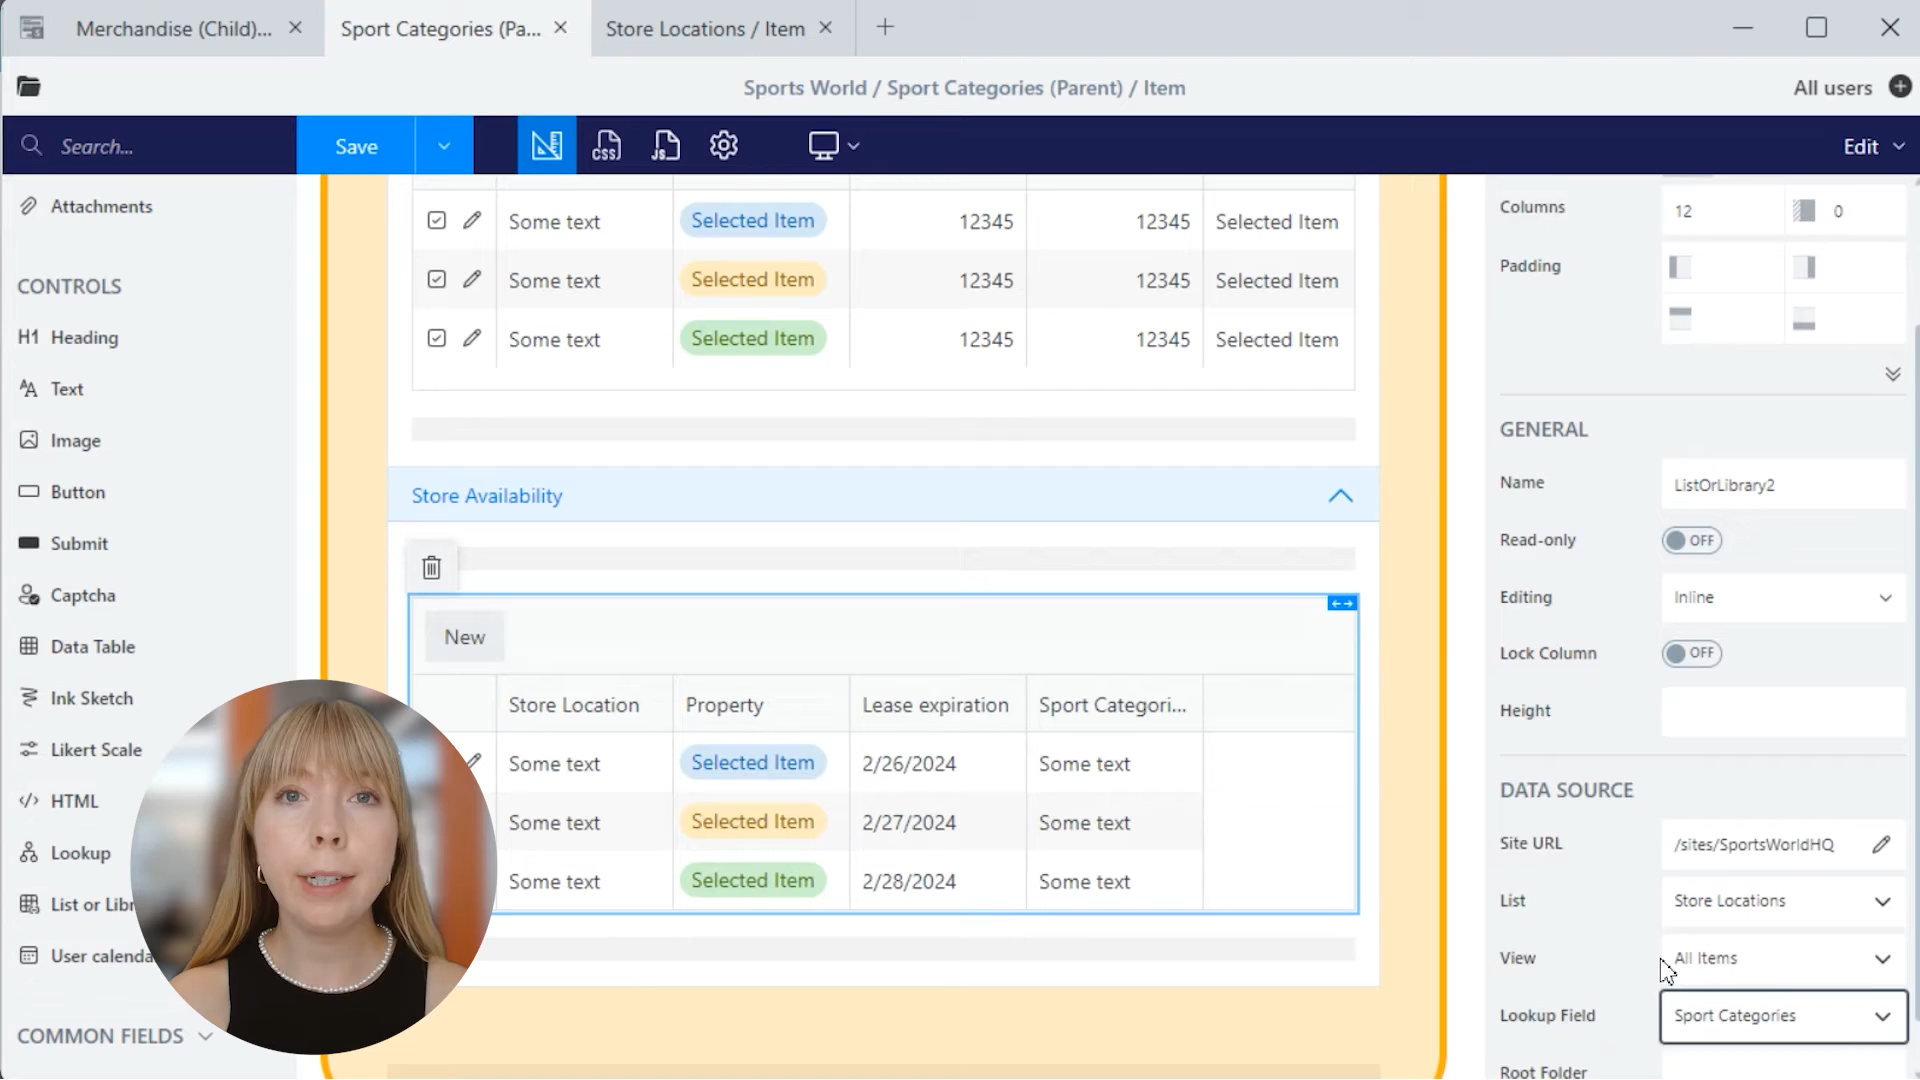 Merchandise (Child)...
Sport Categories (Pa...
Store Locations / Item
Sports World / Sport Categories (Parent) / Item
All users
Search...
Save
CSS
JS
Edit
Attachments
CONTROLS
H1 Heading
Text
Image
Button
Submit
Captcha
Data Table
Ink Sketch
Likert Scale
HTML
Lookup
List or Libr
User calenda
COMMON FIELDS
Some text Selected Item 12345 12345 Selected Item
Some text Selected Item 12345 12345 Selected Item
Some text Selected Item 12345 12345 Selected Item
Store Availability
New
Store Location Property Lease expiration Sport Categori...
Some text Selected Item 2/26/2024 Some text
Some text Selected Item 2/27/2024 Some text
Some text Selected Item 2/28/2024 Some text
Columns 12 0
Padding
GENERAL
Name ListOrLibrary2
Read-only OFF
Editing Inline
Lock Column OFF
Height
DATA SOURCE
Site URL /sites/SportsWorldHQ
List Store Locations
View All Items
Lookup Field Sport Categories
Root Folder